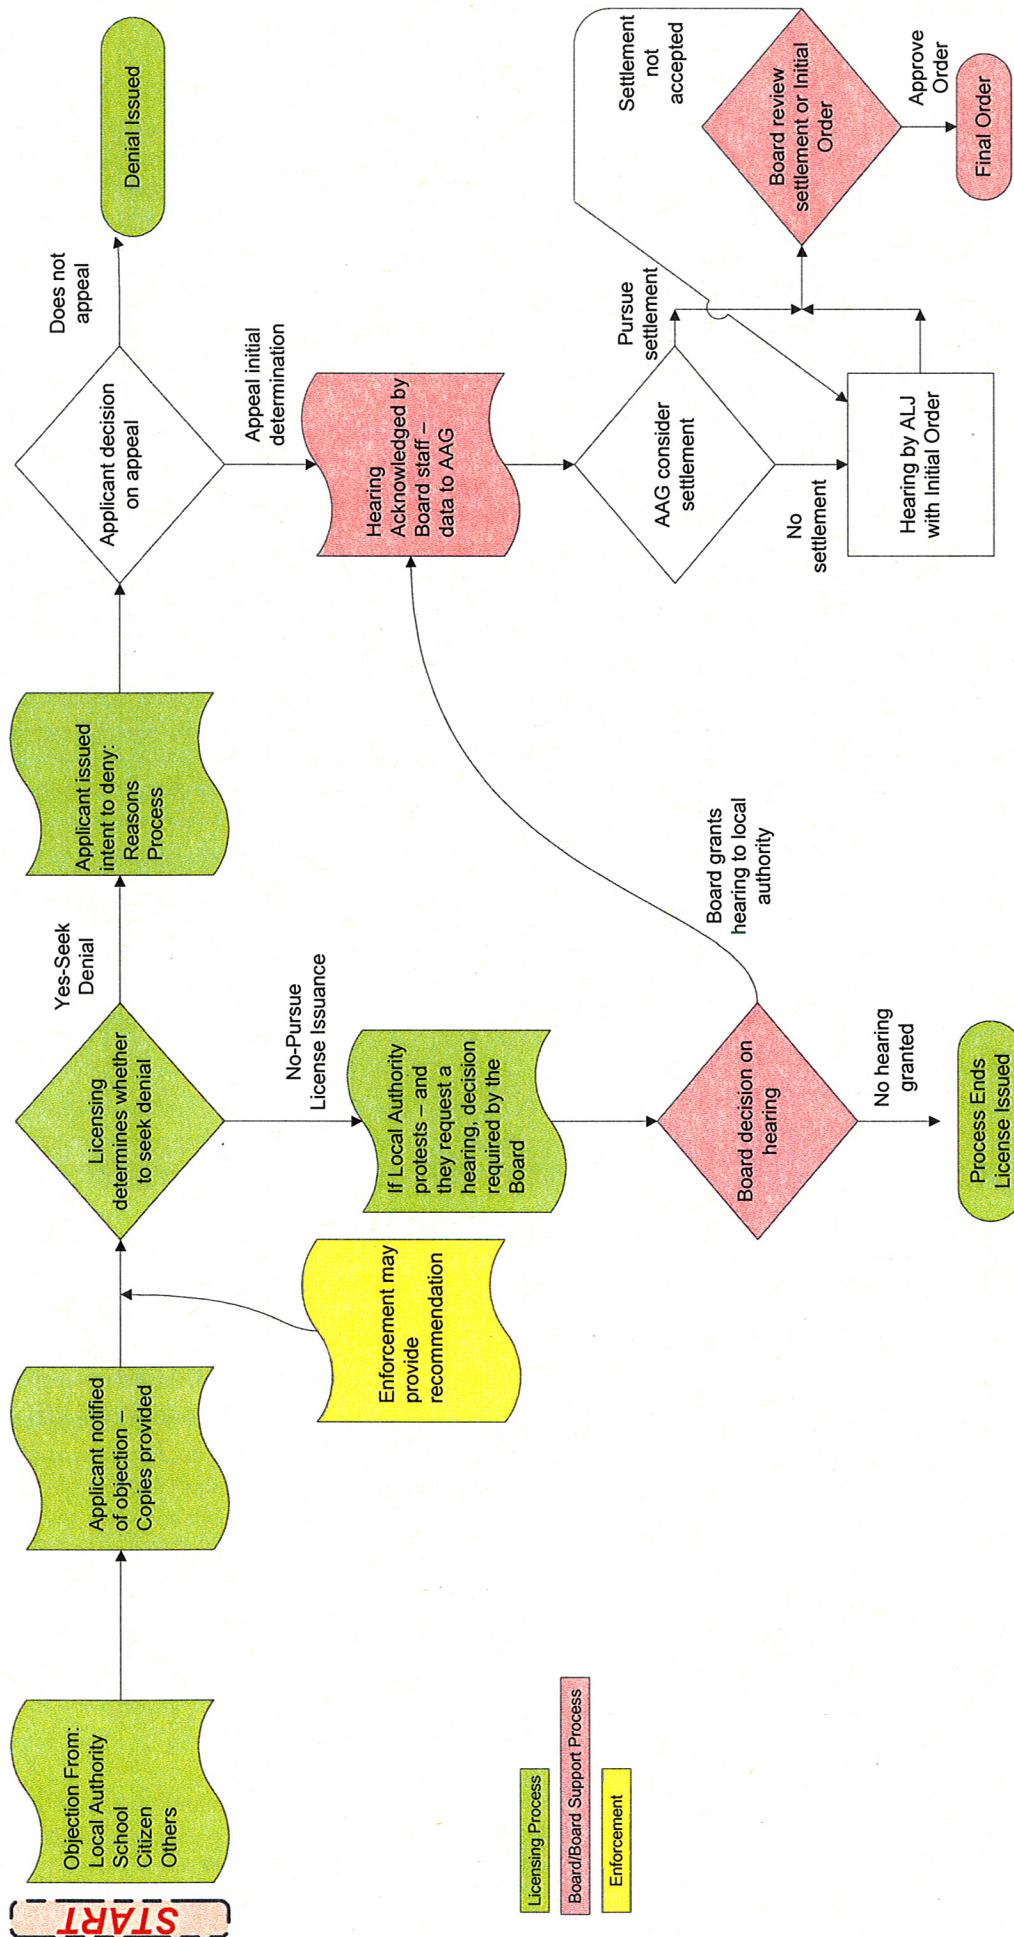 START
Objection From:
Local Authority
School
Citizen
Others
Applicant notified
of objection –
Copies provided
Enforcement may
provide
recommendation
Licensing
determines whether
to seek denial
Yes-Seek
Denial
No-Pursue
License Issuance
If Local Authority
protests – and
they request a
hearing, decision
required by the
Board
Board decision on
hearing
No hearing
granted
Process Ends
License Issued
Board grants
hearing to local
authority
Applicant issued
intent to deny:
Reasons
Process
Applicant decision
on appeal
Does not
appeal
Denial Issued
Appeal initial
determination
Hearing
Acknowledged by
Board staff –
data to AAG
AAG consider
settlement
No
settlement
Pursue
settlement
Hearing by ALJ
with Initial Order
Board review
settlement or Initial
Order
Settlement
not
accepted
Approve
Order
Final Order
Licensing Process
Board/Board Support Process
Enforcement